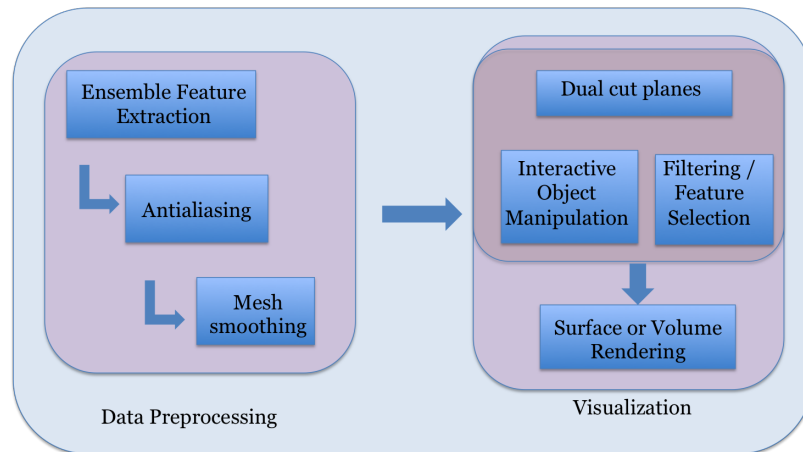 Ensemble Feature
Extraction
Antialiasing
Mesh
smoothing
Data Preprocessing
Dual cut planes
Interactive
Object
Manipulation
Filtering /
Feature
Selection
Surface or Volume
Rendering
Visualization